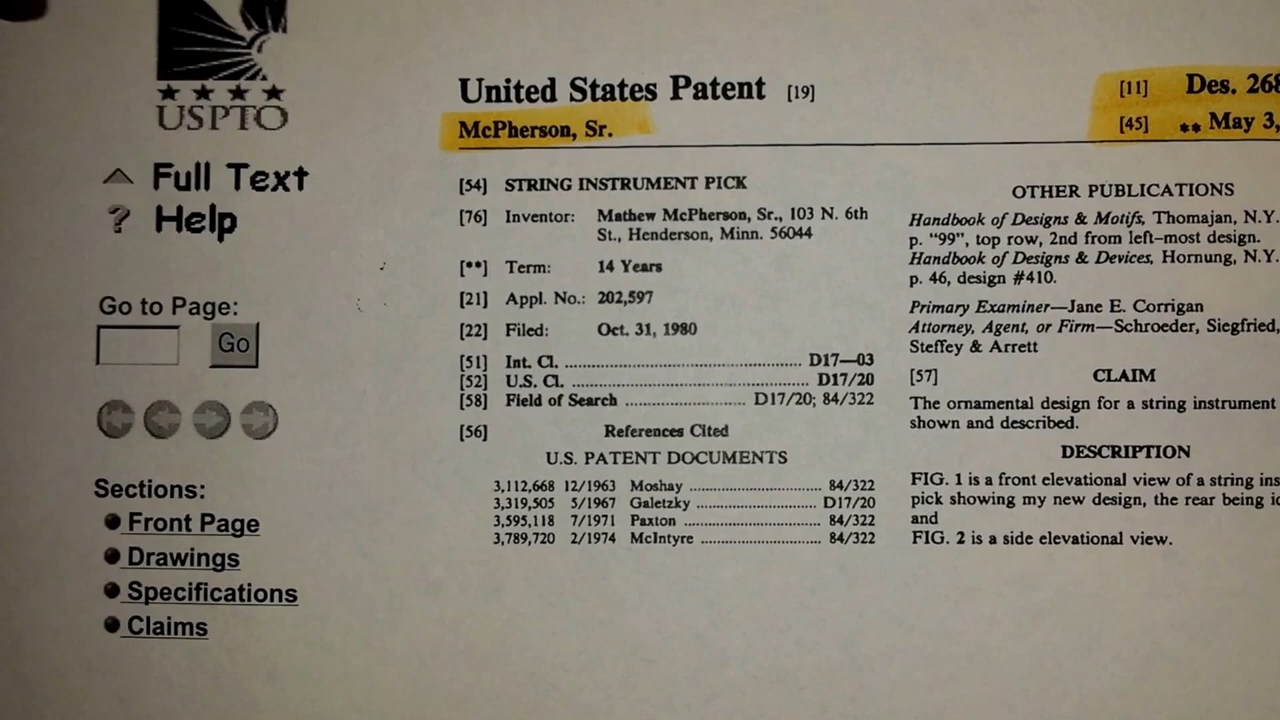 USPTO
Full Text
? Help
Go to Page:
Go
Sections:
Front Page
Drawings
Specifications
Claims
United States Patent [19]
McPherson, Sr.
[11] Des. 268
[45] ** May 3,
[54] STRING INSTRUMENT PICK
[76] Inventor: Mathew McPherson, Sr., 103 N. 6th
St., Henderson, Minn. 56044
[**] Term: 14 Years
[21] Appl. No.: 202,597
[22] Filed: Oct. 31, 1980
[51] Int. Cl. .................... D17—03
[52] U.S. Cl. .................... D17/20
[58] Field of Search .................... D17/20; 84/322
[56] References Cited
U.S. PATENT DOCUMENTS
3,112,668 12/1963 Moshay .................... 84/322
3,319,505 5/1967 Galetzky .................... D17/20
3,595,118 7/1971 Paxton .................... 84/322
3,789,720 2/1974 McIntyre .................... 84/322
OTHER PUBLICATIONS
Handbook of Designs & Motifs, Thomajan, N.Y.
p. "99", top row, 2nd from left-most design.
Handbook of Designs & Devices, Hornung, N.Y.
p. 46, design #410.
Primary Examiner—Jane E. Corrigan
Attorney, Agent, or Firm—Schroeder, Siegfried,
Steffey & Arrett
[57] CLAIM
The ornamental design for a string instrument
shown and described.
DESCRIPTION
FIG. 1 is a front elevational view of a string ins
pick showing my new design, the rear being ic
and
FIG. 2 is a side elevational view.